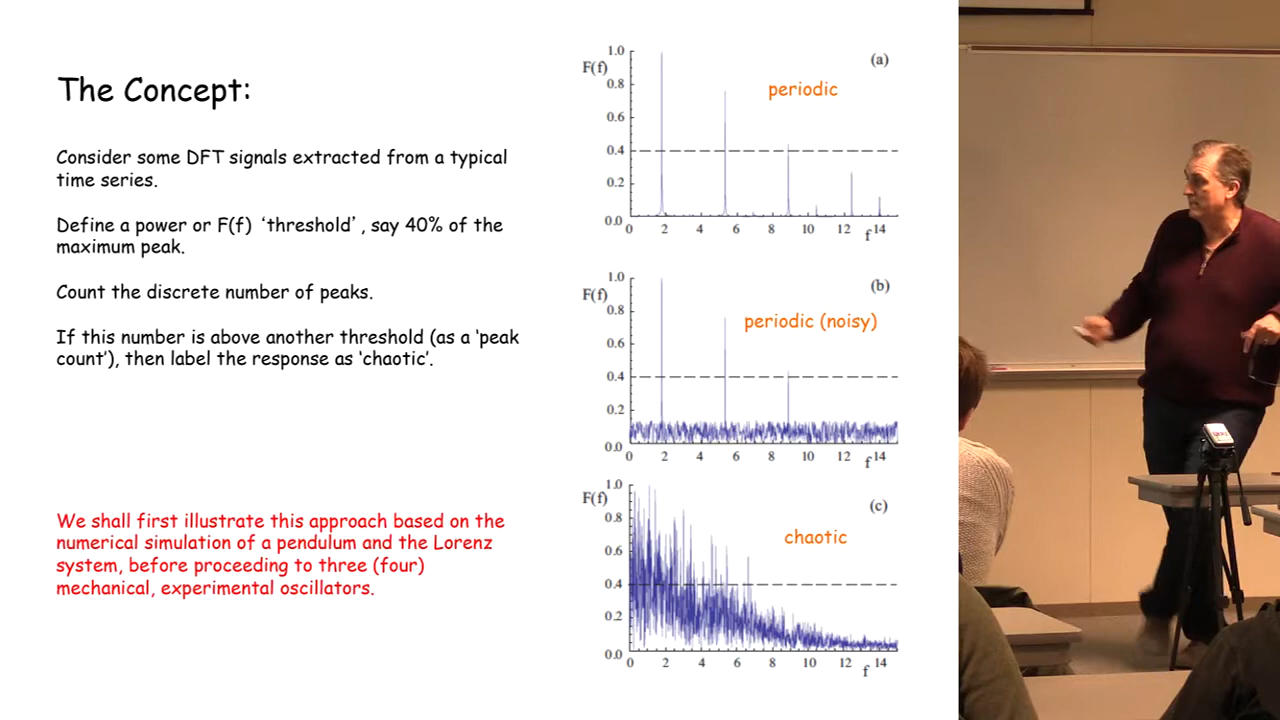 The Concept:
Consider some DFT signals extracted from a typical
time series.
Define a power or F(f) ‘threshold’, say 40% of the
maximum peak.
Count the discrete number of peaks.
If this number is above another threshold (as a ‘peak
count’), then label the response as ‘chaotic’.
We shall first illustrate this approach based on the
numerical simulation of a pendulum and the Lorenz
system, before proceeding to three (four)
mechanical, experimental oscillators.
1.0
F(f)
(a)
periodic
0.8
0.6
0.4
0.2
0.0
0 2 4 6 8 10 12 14
f
1.0
F(f)
(b)
periodic (noisy)
0.8
0.6
0.4
0.2
0.0
0 2 4 6 8 10 12 14
f
1.0
F(f)
(c)
chaotic
0.8
0.6
0.4
0.2
0.0
0 2 4 6 8 10 12 14
f